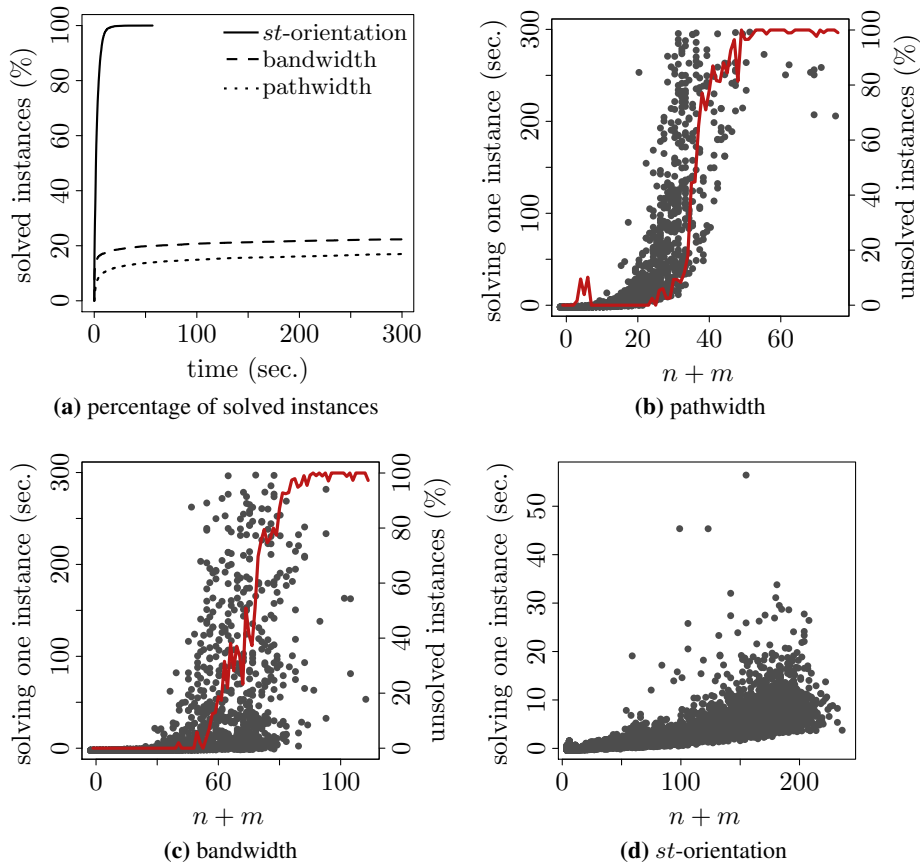 solved instances (%)
0 20 40 60 80 100
st-orientation
bandwidth
pathwidth
0 100 200 300
time (sec.)
(a) percentage of solved instances
solving one instance (sec.)
0 100 200 300
0 20 40 60 80 100
unsolved instances (%)
0 20 40 60
n + m
(b) pathwidth
solving one instance (sec.)
0 100 200 300
0 20 40 60 80 100
unsolved instances (%)
0 60 100
n + m
(c) bandwidth
solving one instance (sec.)
0 10 20 30 40 50
0 100 200
n + m
(d) st-orientation